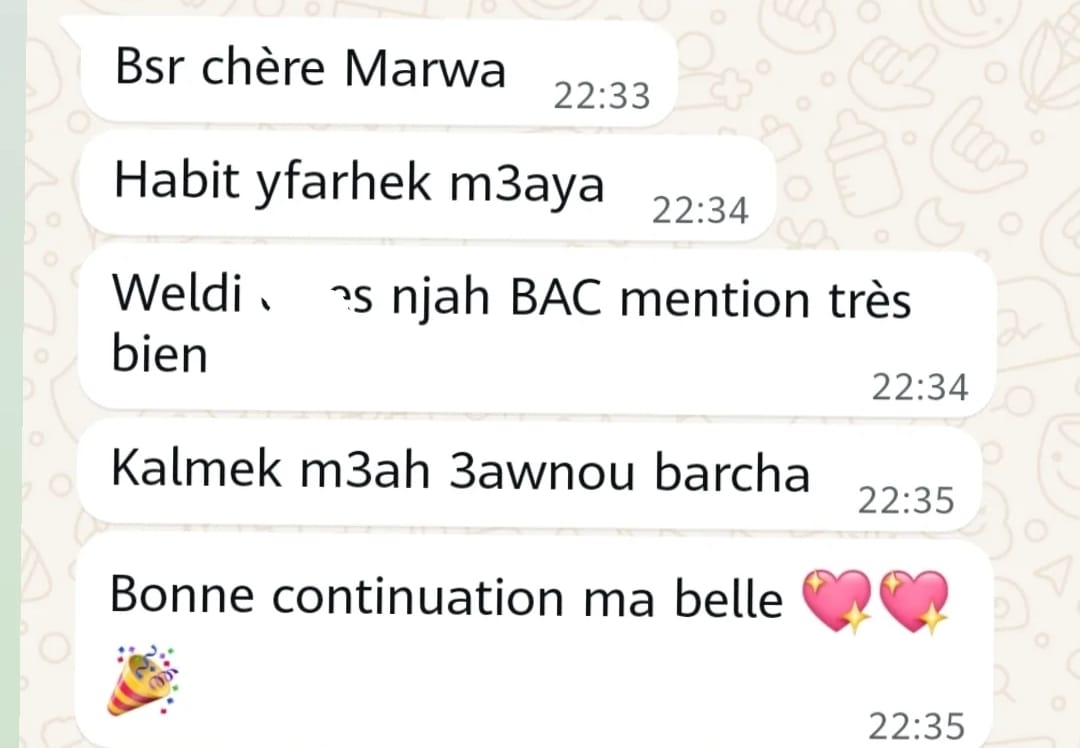 Bsr chère Marwa
22:33
Habit yfarhek m3aya
22:34
Weldi njah BAC mention très
bien
22:34
Kalmek m3ah 3awnou barcha
22:35
Bonne continuation ma belle 💖💖
🎉
22:35